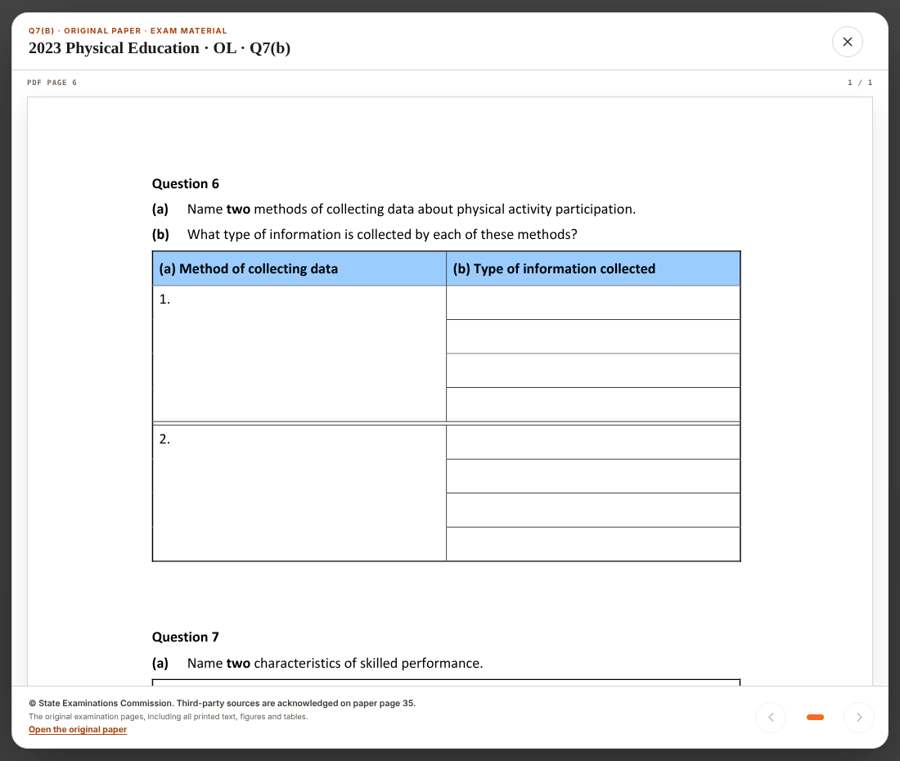 Q7(B) · ORIGINAL PAPER · EXAM MATERIAL
2023 Physical Education · OL · Q7(b)
PDF PAGE 6
1 / 1
Question 6
(a) Name two methods of collecting data about physical activity participation.
(b) What type of information is collected by each of these methods?
(a) Method of collecting data
(b) Type of information collected
1.
2.
Question 7
(a) Name two characteristics of skilled performance.
© State Examinations Commission. Third-party sources are acknowledged on paper page 35.
The original examination pages, including all printed text, figures and tables.
Open the original paper